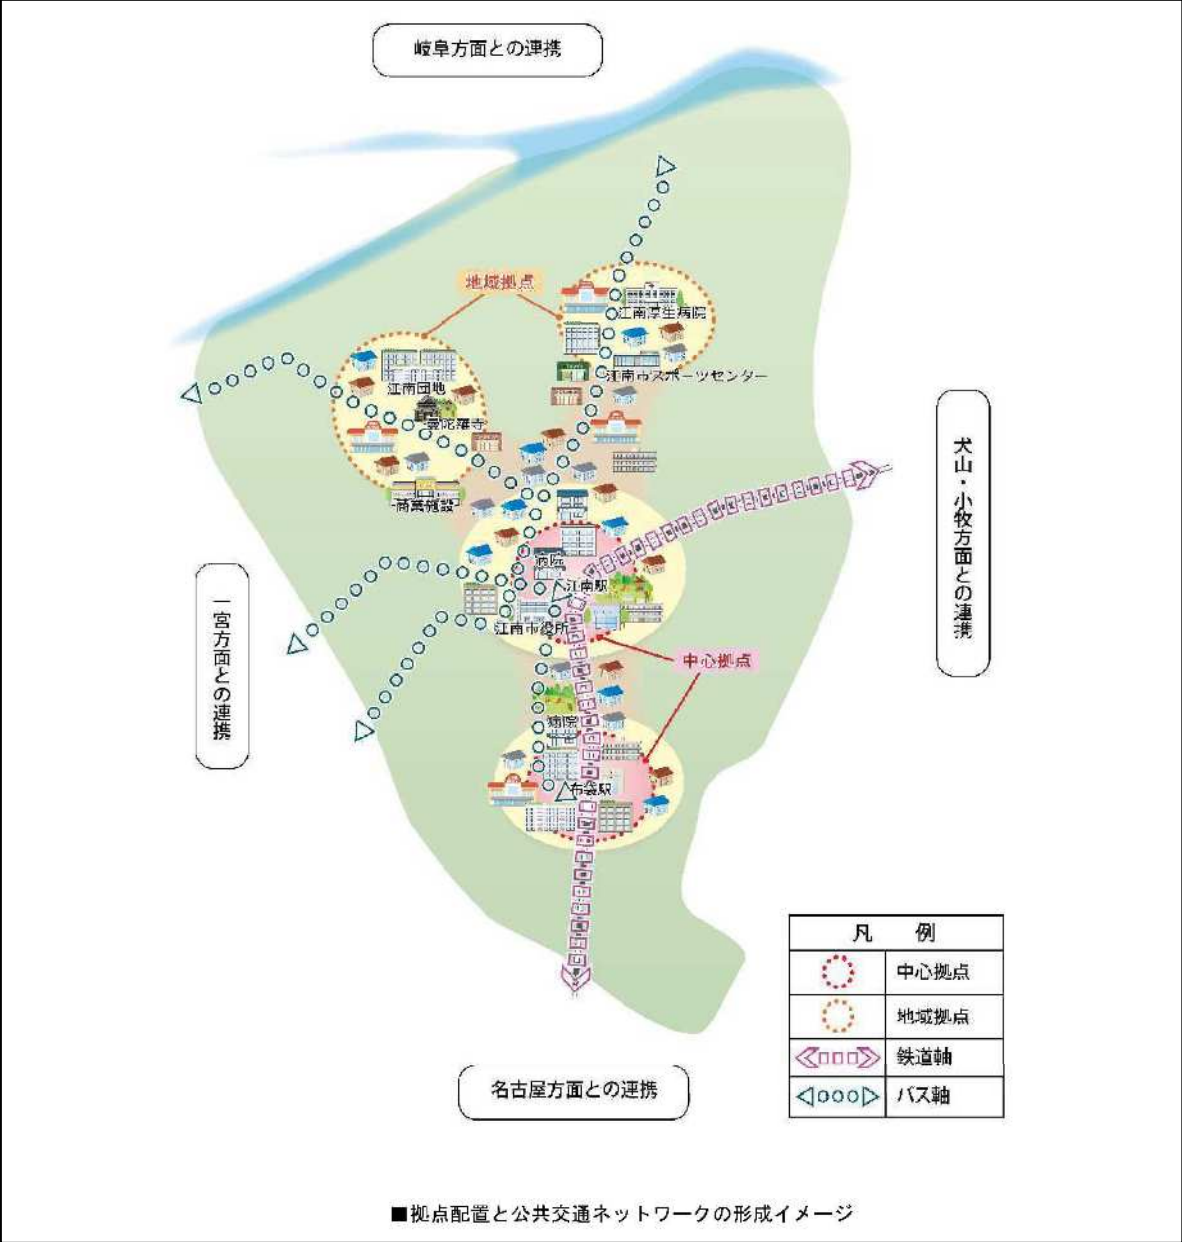 岐阜方面との連携
地域拠点
江南厚生病院
江南市スポーツセンター
江南団地
曼陀羅寺
商業施設
犬山・小牧方面との連携
病院
江南駅
江南市役所
一宮方面との連携
中心拠点
病院
布袋駅
凡 例
中心拠点
地域拠点
鉄道軸
バス軸
名古屋方面との連携
■拠点配置と公共交通ネットワークの形成イメージ